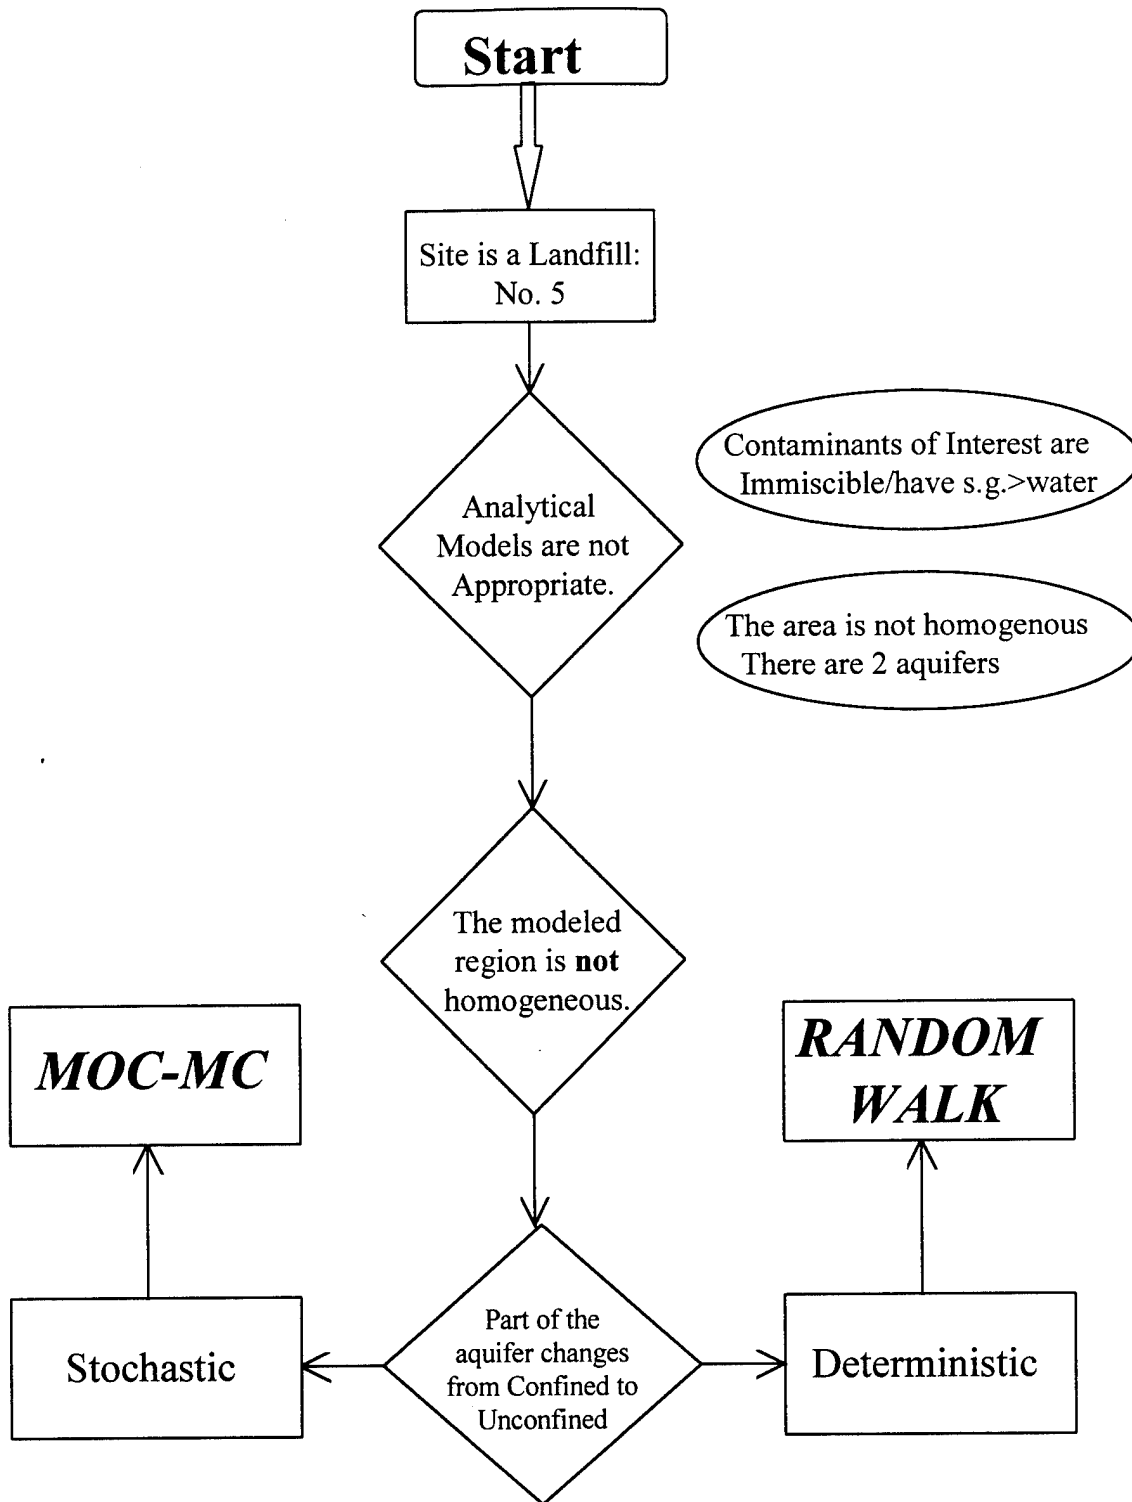 Start
Site is a Landfill:
No. 5
Analytical
Models are not
Appropriate.
Contaminants of Interest are
Immiscible/have s.g.>water
The area is not homogenous
There are 2 aquifers
The modeled
region is not
homogeneous.
MOC-MC
RANDOM
WALK
Stochastic
Part of the
aquifer changes
from Confined to
Unconfined
Deterministic